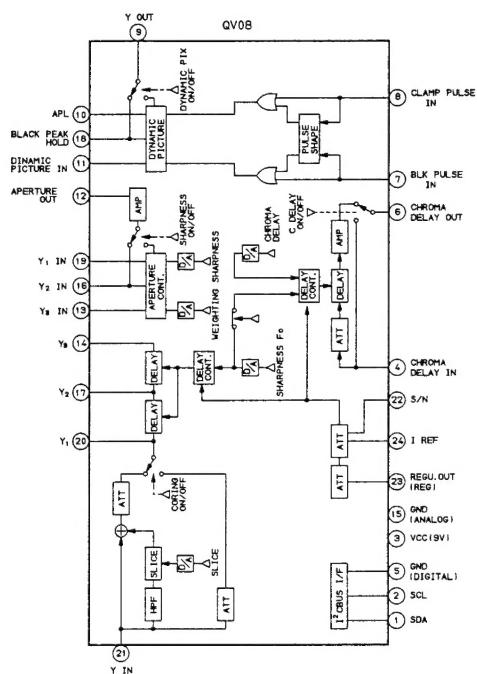 Y OUT
QV08
9
DYNAMIC PIX
ON/OFF
8
CLAMP PULSE
IN
APL
10
DYNAMIC
PICTURE
PULSE
SHAPE
BLACK PEAK
HOLD
18
DINAMIC
PICTURE IN
11
7
BLK PULSE
IN
APERTURE
OUT
12
AMP
SHARPNESS
ON/OFF
CHROMA
DELAY
C DELAY
ON/OFF
6
CHROMA
DELAY OUT
AMP
Y1 IN
19
APERTURE
CONT.
D/A
D/A
Y2 IN
16
WEIGHTING SHARPNESS
DELAY
CONT.
DELAY
Y3 IN
13
D/A
ATT
Y3
14
DELAY
DELAY
CONT.
D/A
SHARPNESS Fo
4
CHROMA
DELAY IN
Y2
17
DELAY
22
S/N
Y1
20
ATT
24
I REF
ATT
CORING
ON/OFF
ATT
23
REGU.OUT
(REG)
15
GND
(ANALOG)
3
VCC(9V)
SLICE
D/A
SLICE
I2CBUS I/F
5
GND
(DIGITAL)
HPF
ATT
2
SCL
1
SDA
21
Y IN